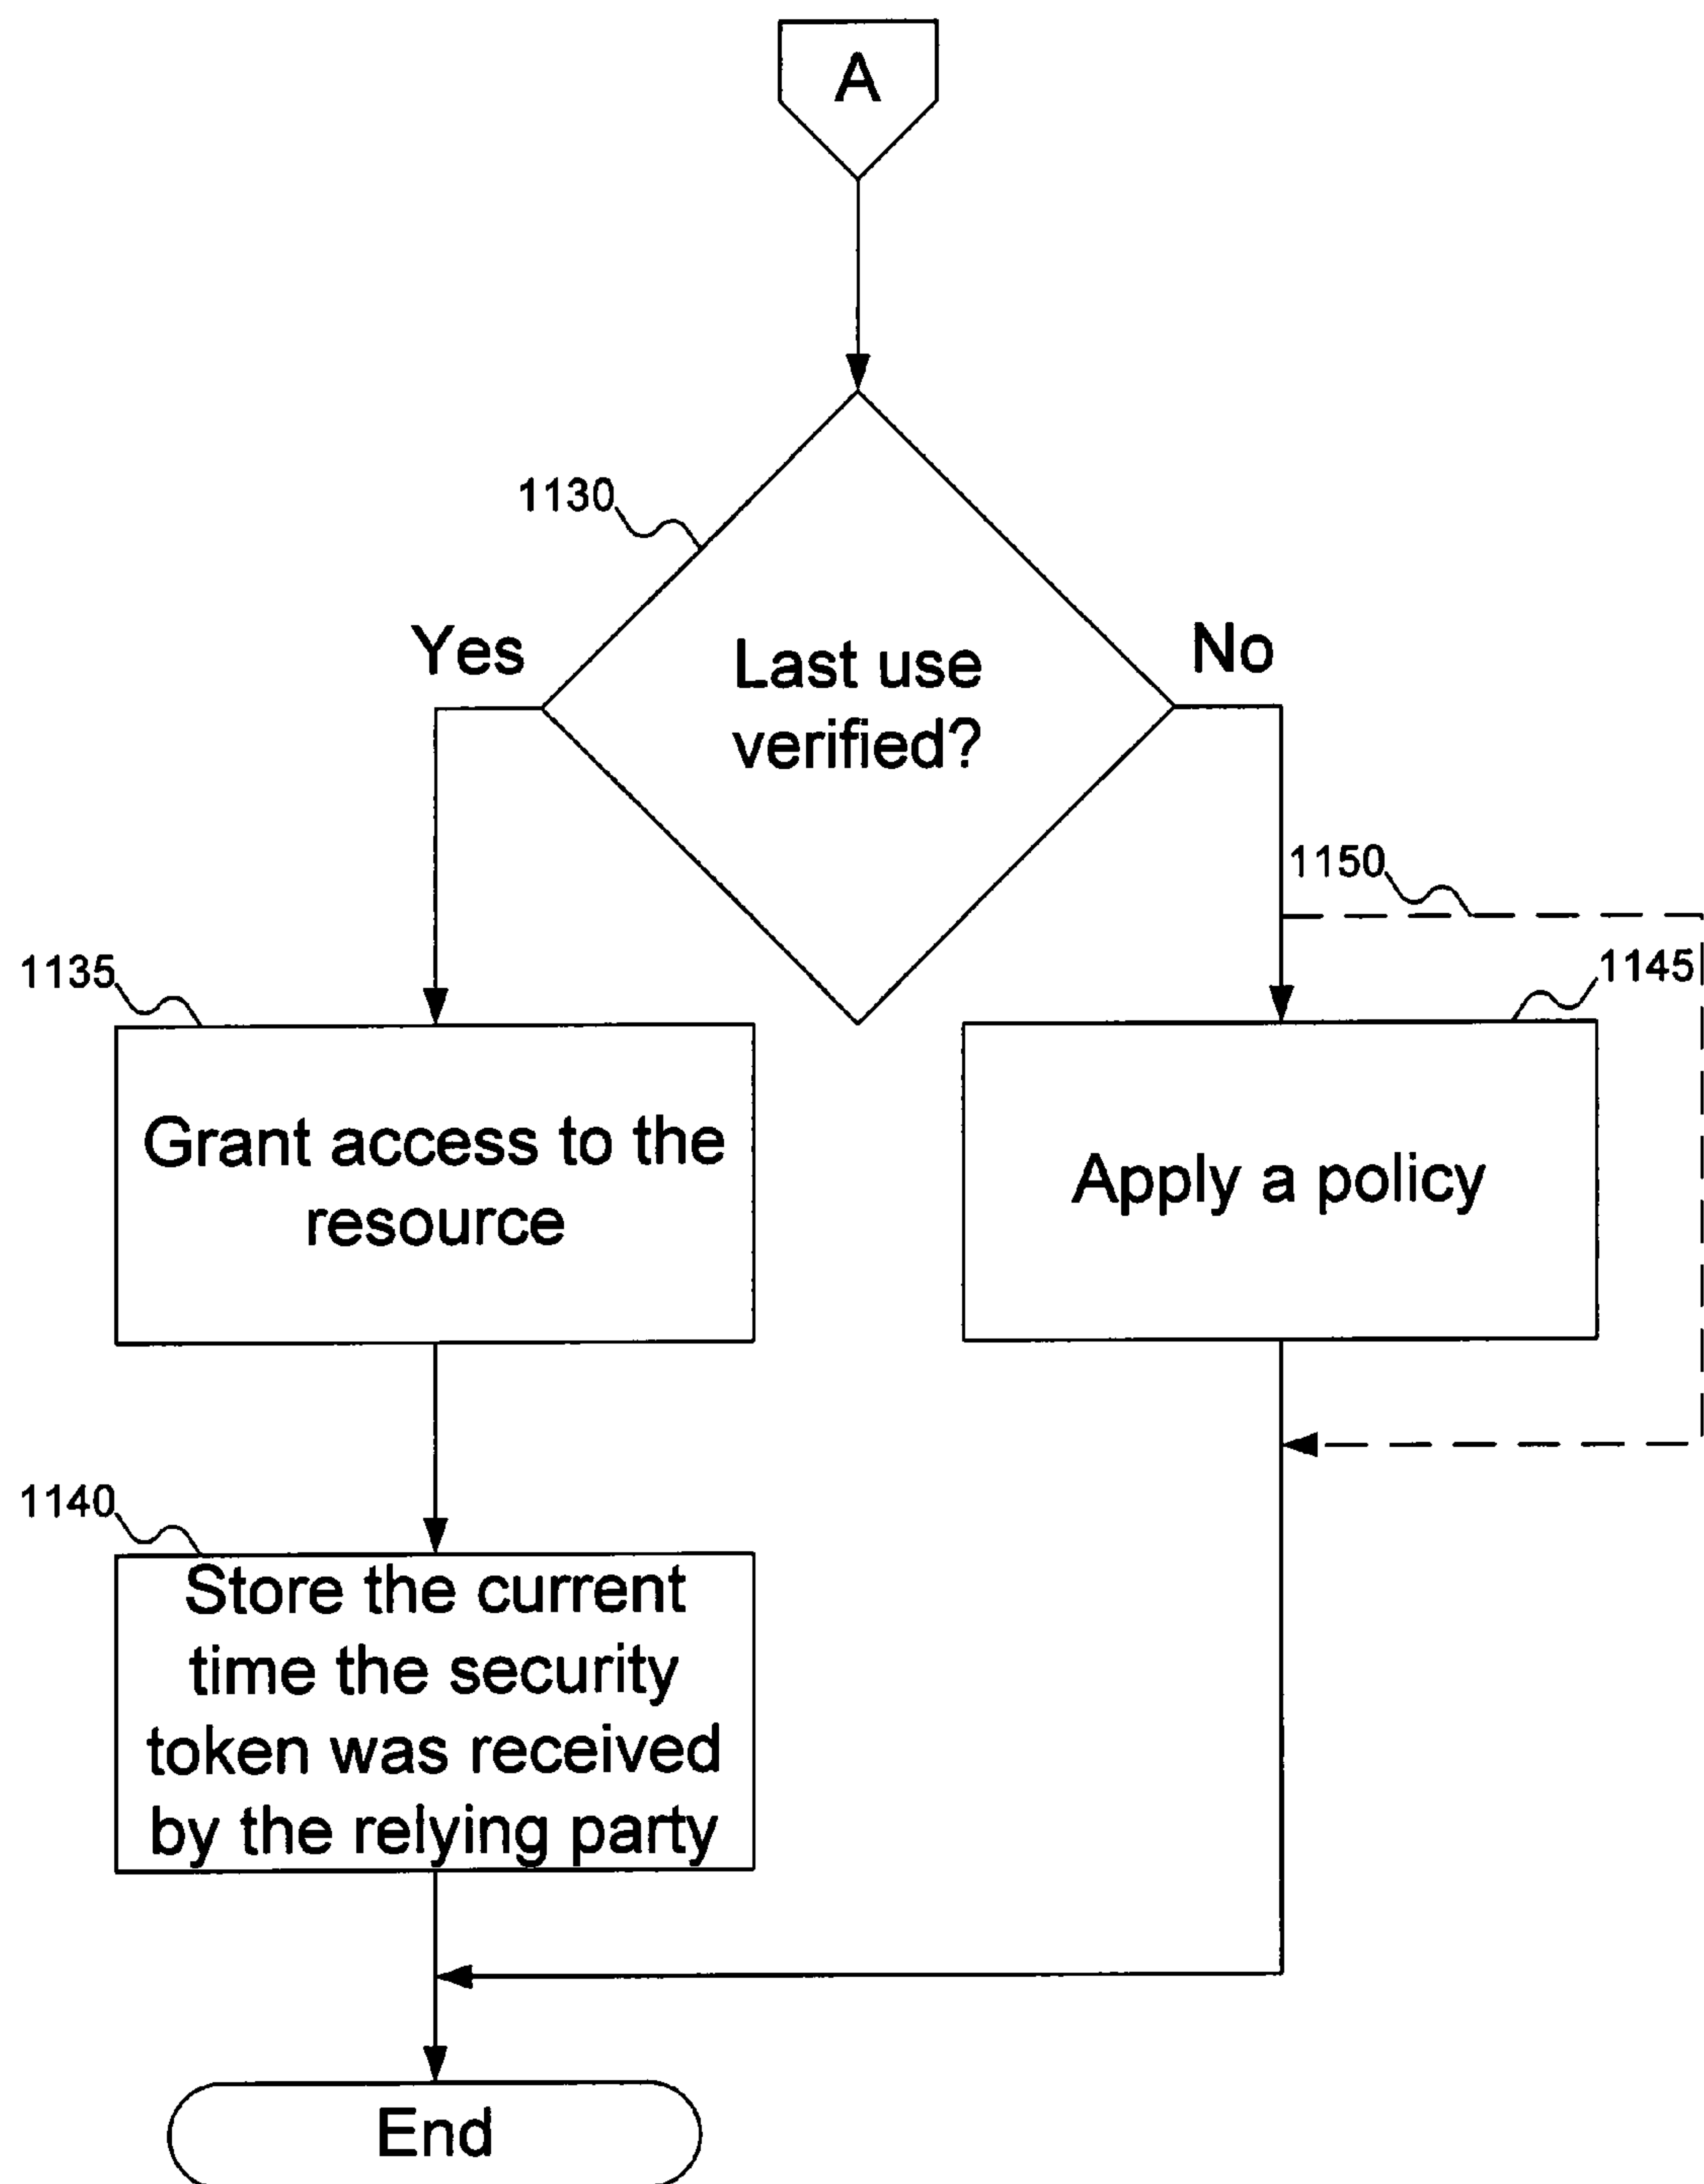 A
1130
Yes
Last use
verified?
No
1150
1135
1145
Grant access to the
resource
Apply a policy
1140
Store the current
time the security
token was received
by the relying party
End